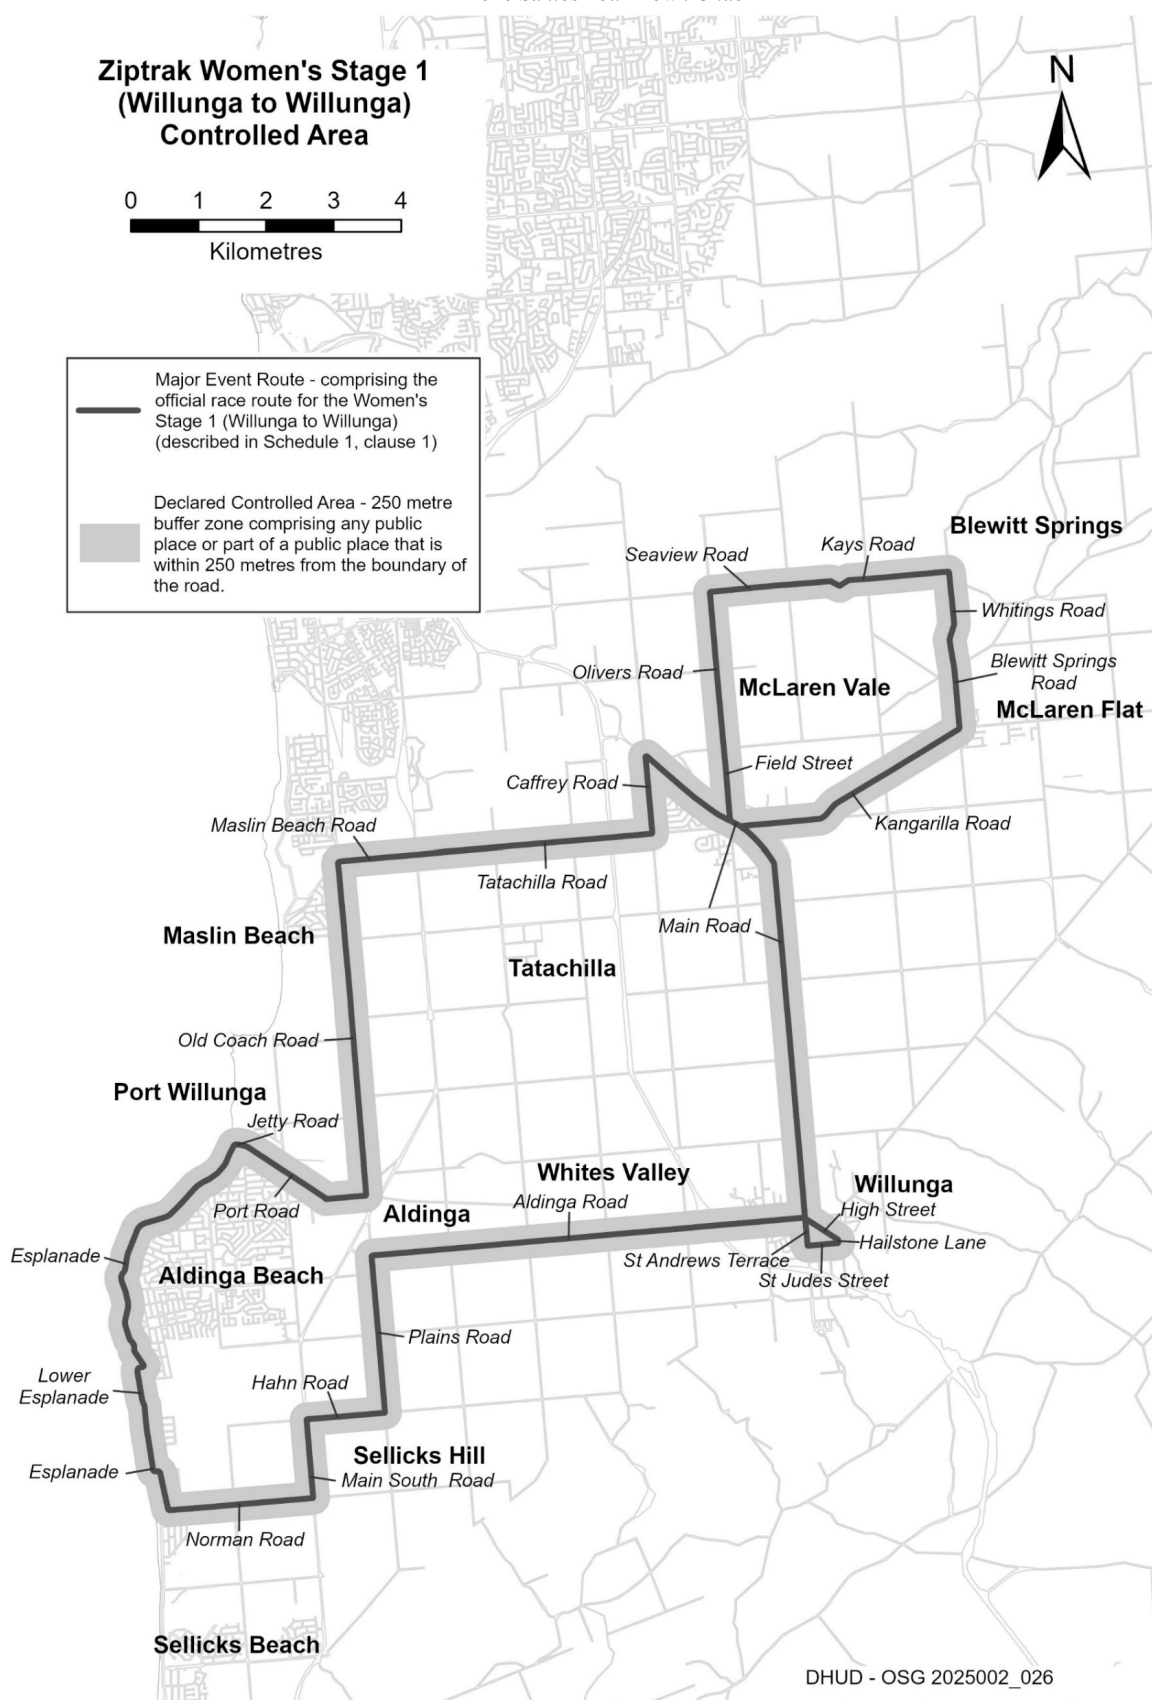 Ziptrak Women's Stage 1
(Willunga to Willunga)
Controlled Area
N
0 1 2 3 4
Kilometres
Major Event Route - comprising the
official race route for the Women's
Stage 1 (Willunga to Willunga)
(described in Schedule 1, clause 1)
Declared Controlled Area - 250 metre
buffer zone comprising any public
place or part of a public place that is
within 250 metres from the boundary of
the road.
Blewitt Springs
Kays Road
Seaview Road
Whitings Road
Blewitt Springs
Road
Olivers Road
McLaren Vale
McLaren Flat
Field Street
Caffrey Road
Kangarilla Road
Maslin Beach Road
Tatachilla Road
Main Road
Maslin Beach
Tatachilla
Old Coach Road
Port Willunga
Jetty Road
Whites Valley
Willunga
Port Road
Aldinga
Aldinga Road
High Street
Hailstone Lane
Esplanade
St Andrews Terrace
St Judes Street
Aldinga Beach
Plains Road
Lower
Esplanade
Hahn Road
Sellicks Hill
Esplanade
Main South Road
Norman Road
Sellicks Beach
DHUD - OSG 2025002_026